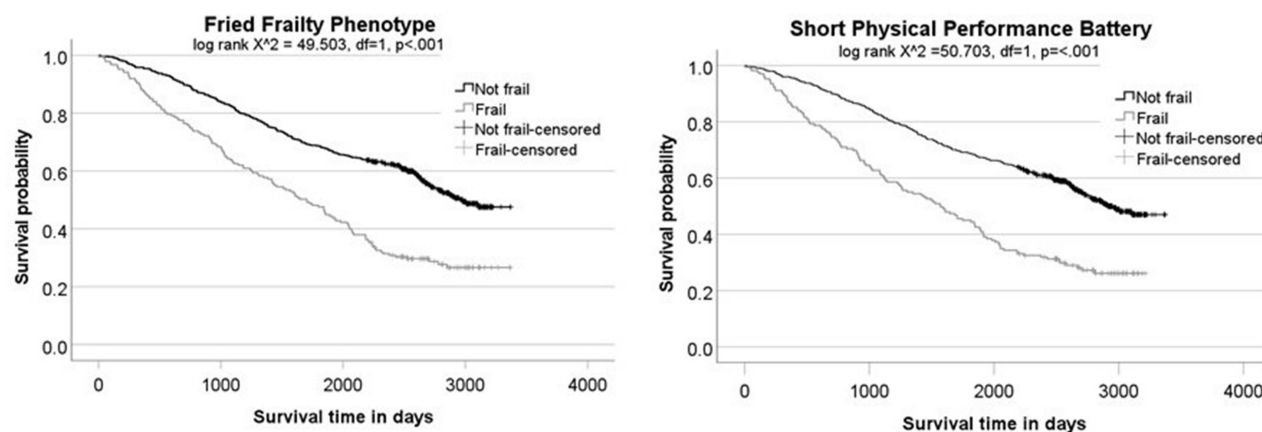 Fried Frailty Phenotype
log rank X^2 = 49.503, df=1, p<.001
Not frail
Frail
Not frail-censored
Frail-censored
Survival probability
1.0
0.8
0.6
0.4
0.2
0.0
0 1000 2000 3000 4000
Survival time in days
Short Physical Performance Battery
log rank X^2 =50.703, df=1, p=<.001
Not frail
Frail
Not frail-censored
Frail-censored
Survival probability
1.0
0.8
0.6
0.4
0.2
0.0
0 1000 2000 3000 4000
Survival time in days